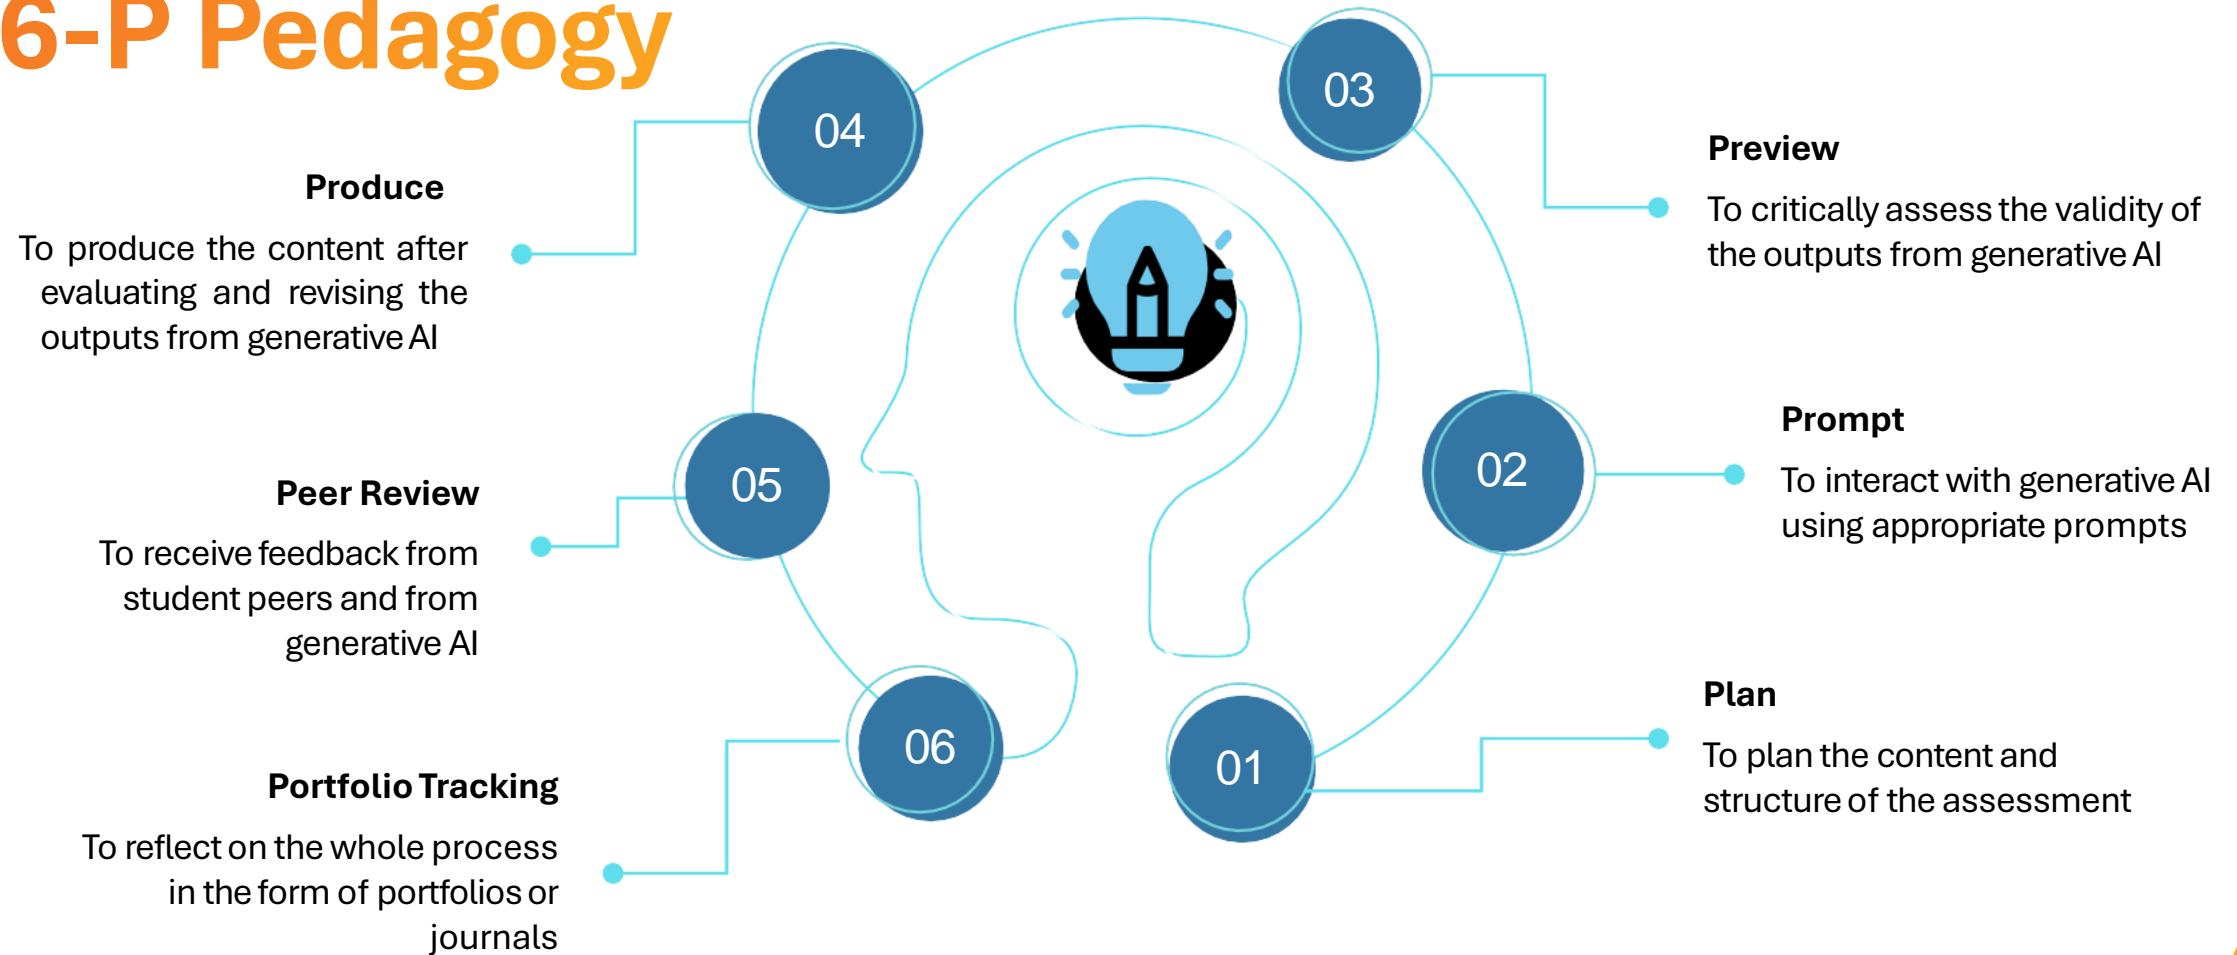 6-P Pedagogy
04
Produce
To produce the content after
evaluating and revising the
outputs from generative AI
05
Peer Review
To receive feedback from
student peers and from
generative AI
06
Portfolio Tracking
To reflect on the whole process
in the form of portfolios or
journals
03
Preview
To critically assess the validity of
the outputs from generative AI
02
Prompt
To interact with generative AI
using appropriate prompts
01
Plan
To plan the content and
structure of the assessment